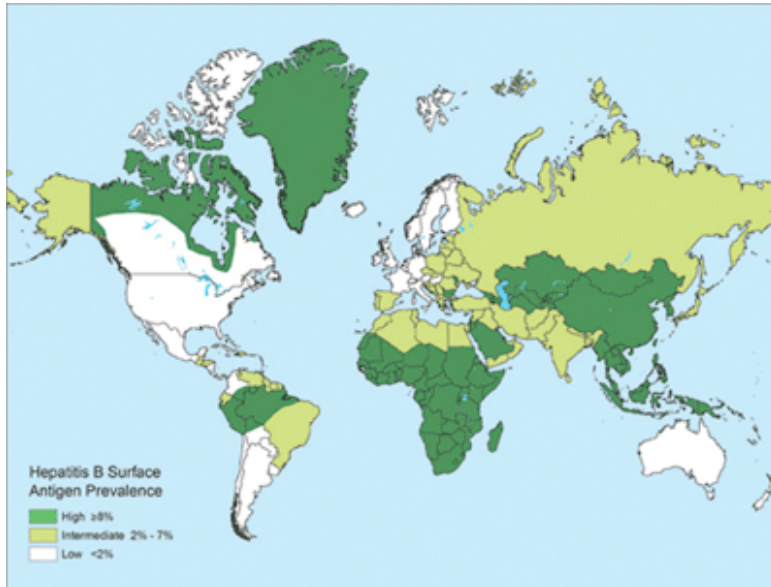 Hepatitis B Surface
Antigen Prevalence
High ≥8%
Intermediate 2% - 7%
Low <2%